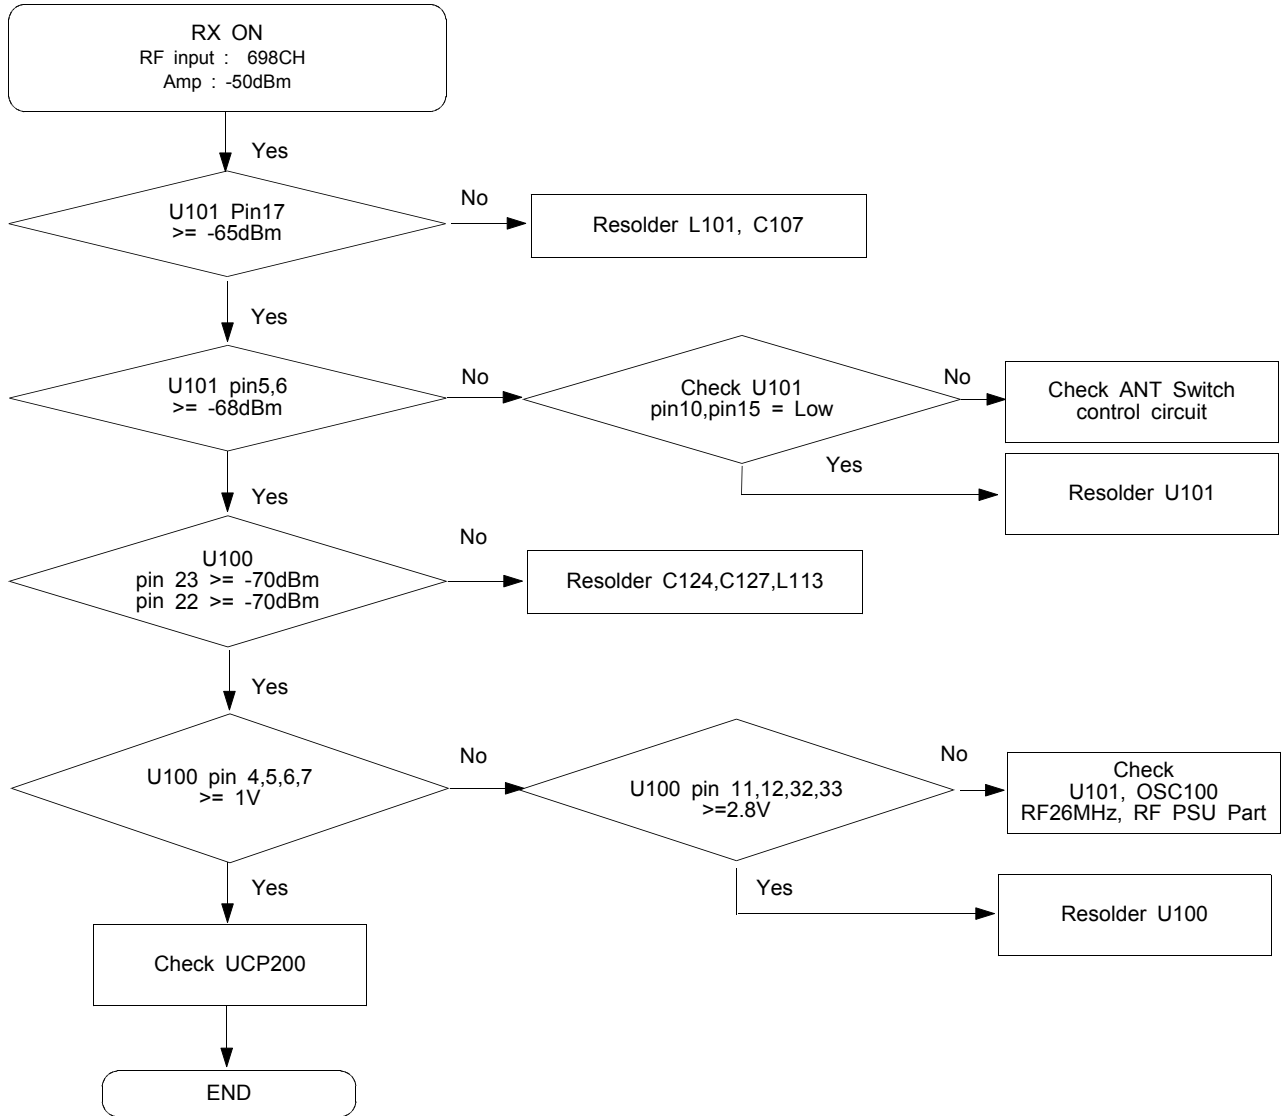 RX ON
RF input : 698CH
Amp : -50dBm
Yes
U101 Pin17
>= -65dBm
No
Resolder L101, C107
Yes
U101 pin5,6
>= -68dBm
No
Check U101
pin10,pin15 = Low
No
Check ANT Switch
control circuit
Yes
Resolder U101
Yes
U100
pin 23 >= -70dBm
pin 22 >= -70dBm
No
Resolder C124,C127,L113
Yes
U100 pin 4,5,6,7
>= 1V
No
U100 pin 11,12,32,33
>=2.8V
No
Check
U101, OSC100
RF26MHz, RF PSU Part
Yes
Resolder U100
Yes
Check UCP200
END